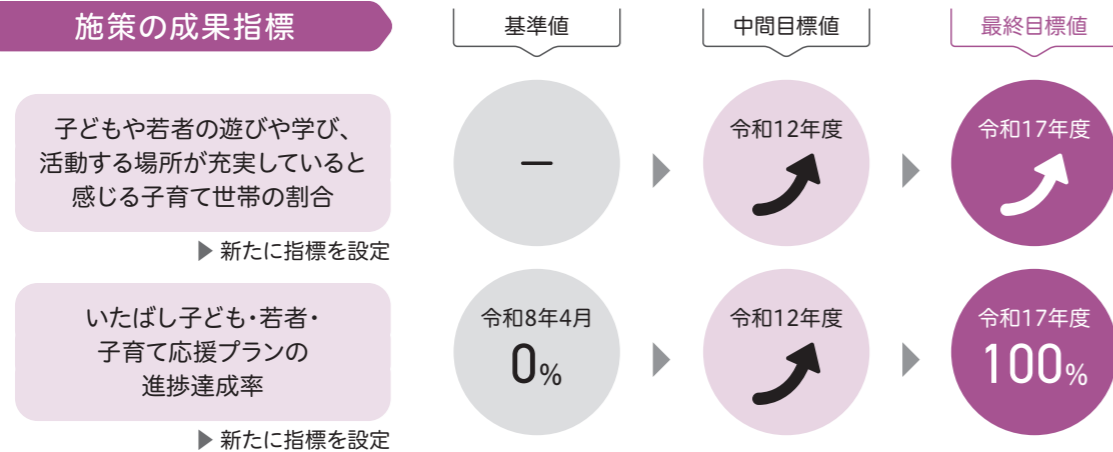 施策の成果指標
基準値
中間目標値
最終目標値
子どもや若者の遊びや学び、
活動する場所が充実していると
感じる子育て世帯の割合
▶新たに指標を設定
－
令和12年度
令和17年度
いたばし子ども・若者・
子育て応援プランの
進捗達成率
▶新たに指標を設定
令和8年4月
0%
令和12年度
令和17年度
100%